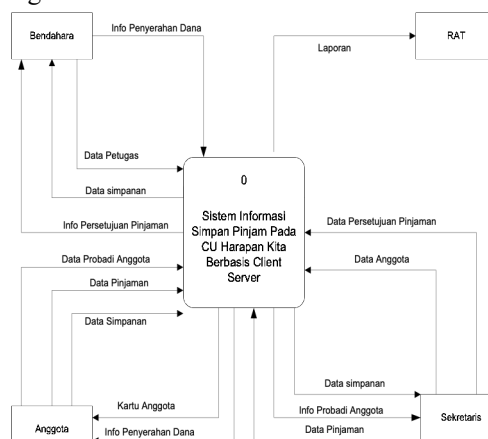 Bendahara
Info Penyerahan Dana
RAT
Laporan
Data Petugas
Data simpanan
Info Persetujuan Pinjaman
0
Sistem Informasi
Simpan Pinjam Pada
CU Harapan Kita
Berbasis Client
Server
Data Persetujuan Pinjaman
Data Probadi Anggota
Data Anggota
Data Pinjaman
Data Simpanan
Data simpanan
Kartu Anggota
Info Probadi Anggota
Sekretaris
Anggota
Info Penyerahan Dana
Data Pinjaman